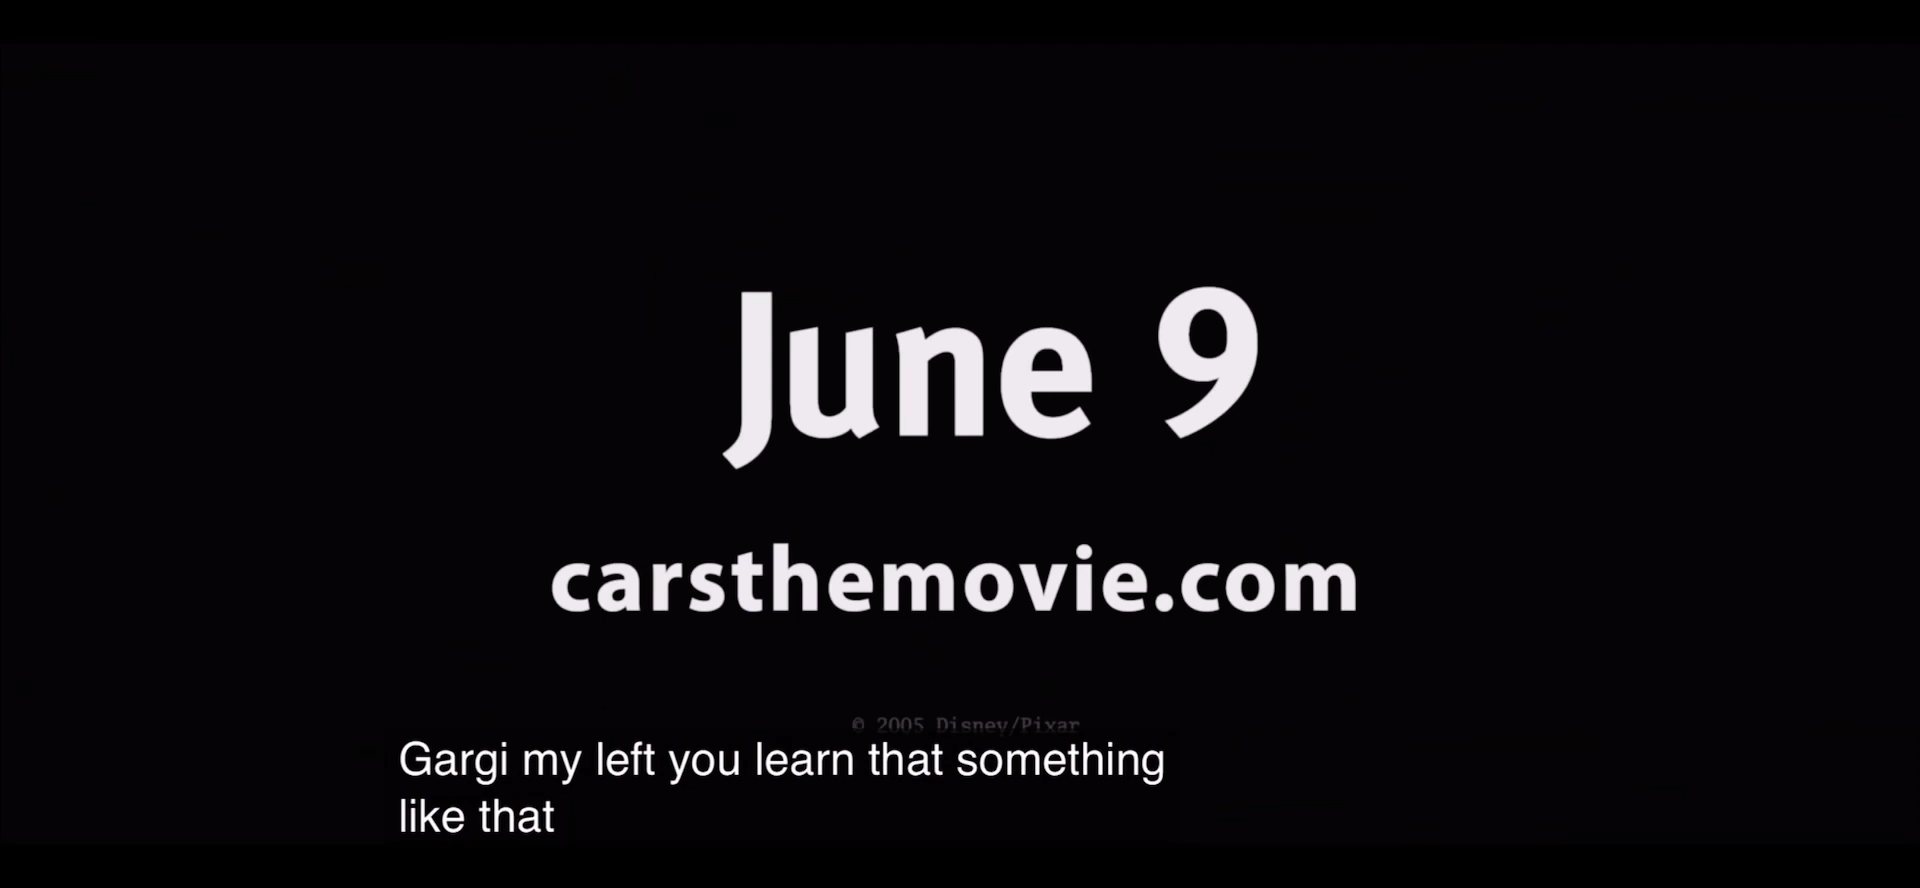 June 9
carsthemovie.com
© 2005 Disney/Pixar
Gargi my left you learn that something
like that